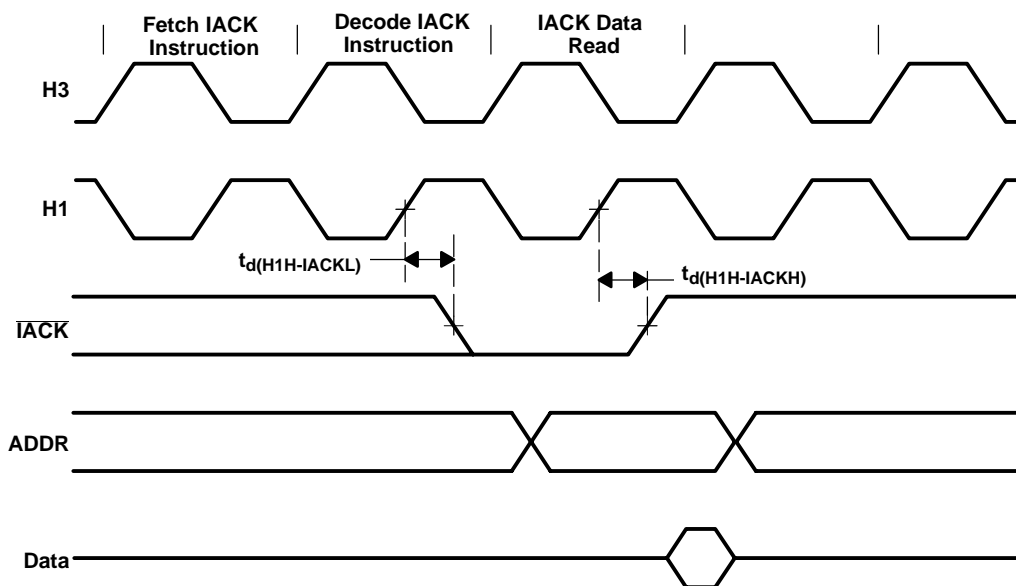 Fetch IACK
Instruction
Decode IACK
Instruction
IACK Data
Read
H3
H1
td(H1H-IACKL)
td(H1H-IACKH)
IACK
ADDR
Data